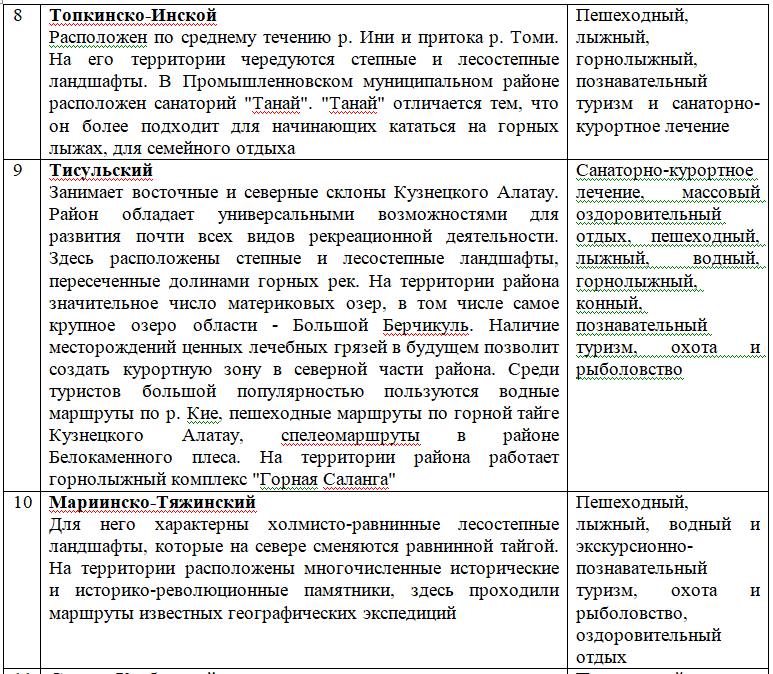 8
Топкинско-Инской
Расположен по среднему течению р. Ини и притока р. Томи.
На его территории чередуются степные и лесостепные
ландшафты. В Промышленновском муниципальном районе
расположен санаторий "Танай". "Танай" отличается тем, что
он более подходит для начинающих кататься на горных
лыжах, для семейного отдыха
Пешеходный,
лыжный,
горнолыжный,
познавательный
туризм и санаторно-
курортное лечение
9
Тисульский
Занимает восточные и северные склоны Кузнецкого Алатау.
Район обладает универсальными возможностями для
развития почти всех видов рекреационной деятельности.
Здесь расположены степные и лесостепные ландшафты,
пересеченные долинами горных рек. На территории района
значительное число материковых озер, в том числе самое
крупное озеро области - Большой Берчикуль. Наличие
месторождений ценных лечебных грязей в будущем позволит
создать курортную зону в северной части района. Среди
туристов большой популярностью пользуются водные
маршруты по р. Кие, пешеходные маршруты по горной тайге
Кузнецкого Алатау, спелеомаршруты в районе
Белокаменного плеса. На территории района работает
горнолыжный комплекс "Горная Саланга"
Санаторно-курортное
лечение, массовый
оздоровительный
отдых, пешеходный,
лыжный, водный,
горнолыжный,
конный,
познавательный
туризм, охота и
рыболовство
10
Мариинско-Тяжинский
Для него характерны холмисто-равнинные лесостепные
ландшафты, которые на севере сменяются равнинной тайгой.
На территории расположены многочисленные исторические
и историко-революционные памятники, здесь проходили
маршруты известных географических экспедиций
Пешеходный,
лыжный, водный и
экскурсионно-
познавательный
туризм, охота и
рыболовство,
оздоровительный
отдых